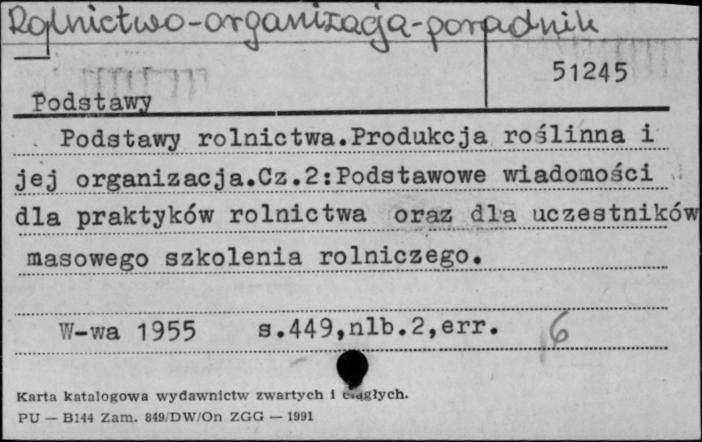 Rolnictwo-organizacja-poradnik
51245
Podstawy
Podstawy rolnictwa.Produkcja roślinna i
jej organizacja.Cz.2:Podstawowe wiadomości
dla praktyków rolnictwa oraz dla uczestników
masowego szkolenia rolniczego.
W-wa 1955 s.449,nlb.2,err. 6
Karta katalogowa wydawnictw zwartych i ciągłych.
PU — B144 Zam. 849/DW/On ZGG — 1991